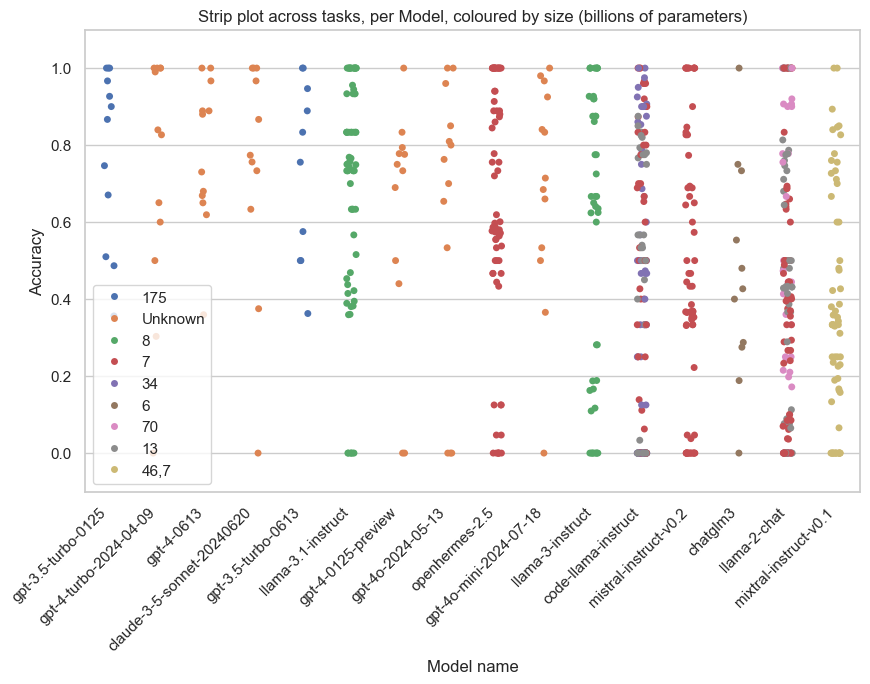 Strip plot across tasks, per Model, coloured by size (billions of parameters)
Accuracy
1.0
0.8
0.6
0.4
0.2
0.0
175
Unknown
8
7
34
6
70
13
46,7
gpt-3.5-turbo-0125
gpt-4-turbo-2024-04-09
gpt-4-0613
claude-3-5-sonnet-20240620
gpt-3.5-turbo-0613
llama-3.1-instruct
gpt-4-0125-preview
gpt-4o-2024-05-13
openhermes-2.5
gpt-4o-mini-2024-07-18
llama-3-instruct
code-llama-instruct
mistral-instruct-v0.2
chatglm3
llama-2-chat
mixtral-instruct-v0.1
Model name